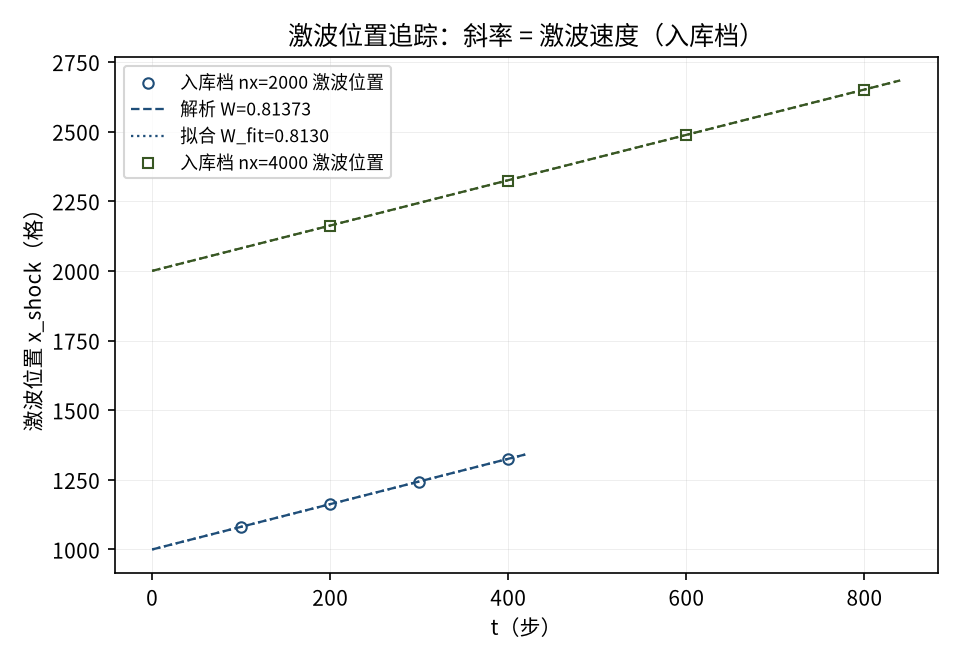 激波位置追踪：斜率 = 激波速度（入库档）
激波位置 x_shock（格）
2750
2500
2250
2000
1750
1500
1250
1000
入库档 nx=2000 激波位置
解析 W=0.81373
拟合 W_fit=0.8130
入库档 nx=4000 激波位置
0 200 400 600 800
t（步）